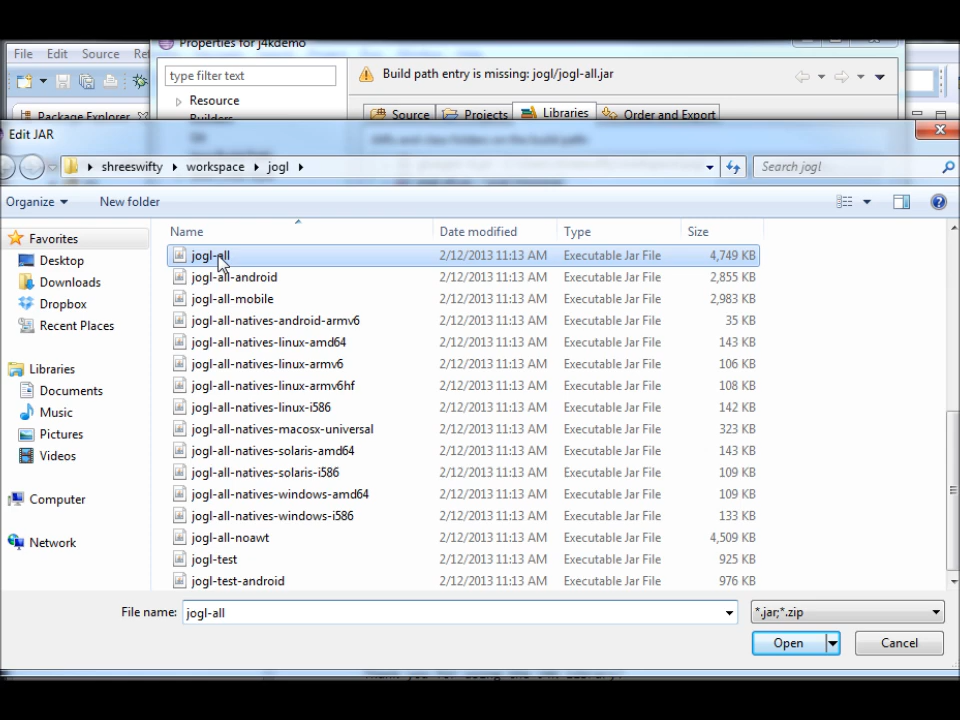 Properties for j4kdemo
File Edit Source Re
type filter text
Build path entry is missing: jogl/jogl-all.jar
Resource
Builders
Package Explorer
Source Projects Libraries Order and Export
Edit JAR
shreeswifty workspace jogl
Search jogl
Organize New folder
Name Date modified Type Size
Favorites
Desktop
Downloads
Dropbox
Recent Places
Libraries
Documents
Music
Pictures
Videos
Computer
Network
jogl-all 2/12/2013 11:13 AM Executable Jar File 4,749 KB
jogl-all-android 2/12/2013 11:13 AM Executable Jar File 2,855 KB
jogl-all-mobile 2/12/2013 11:13 AM Executable Jar File 2,983 KB
jogl-all-natives-android-armv6 2/12/2013 11:13 AM Executable Jar File 35 KB
jogl-all-natives-linux-amd64 2/12/2013 11:13 AM Executable Jar File 143 KB
jogl-all-natives-linux-armv6 2/12/2013 11:13 AM Executable Jar File 106 KB
jogl-all-natives-linux-armv6hf 2/12/2013 11:13 AM Executable Jar File 108 KB
jogl-all-natives-linux-i586 2/12/2013 11:13 AM Executable Jar File 142 KB
jogl-all-natives-macosx-universal 2/12/2013 11:13 AM Executable Jar File 323 KB
jogl-all-natives-solaris-amd64 2/12/2013 11:13 AM Executable Jar File 143 KB
jogl-all-natives-solaris-i586 2/12/2013 11:13 AM Executable Jar File 109 KB
jogl-all-natives-windows-amd64 2/12/2013 11:13 AM Executable Jar File 109 KB
jogl-all-natives-windows-i586 2/12/2013 11:13 AM Executable Jar File 133 KB
jogl-all-noawt 2/12/2013 11:13 AM Executable Jar File 4,509 KB
jogl-test 2/12/2013 11:13 AM Executable Jar File 925 KB
jogl-test-android 2/12/2013 11:13 AM Executable Jar File 976 KB
File name: jogl-all
*.jar;*.zip
Open Cancel